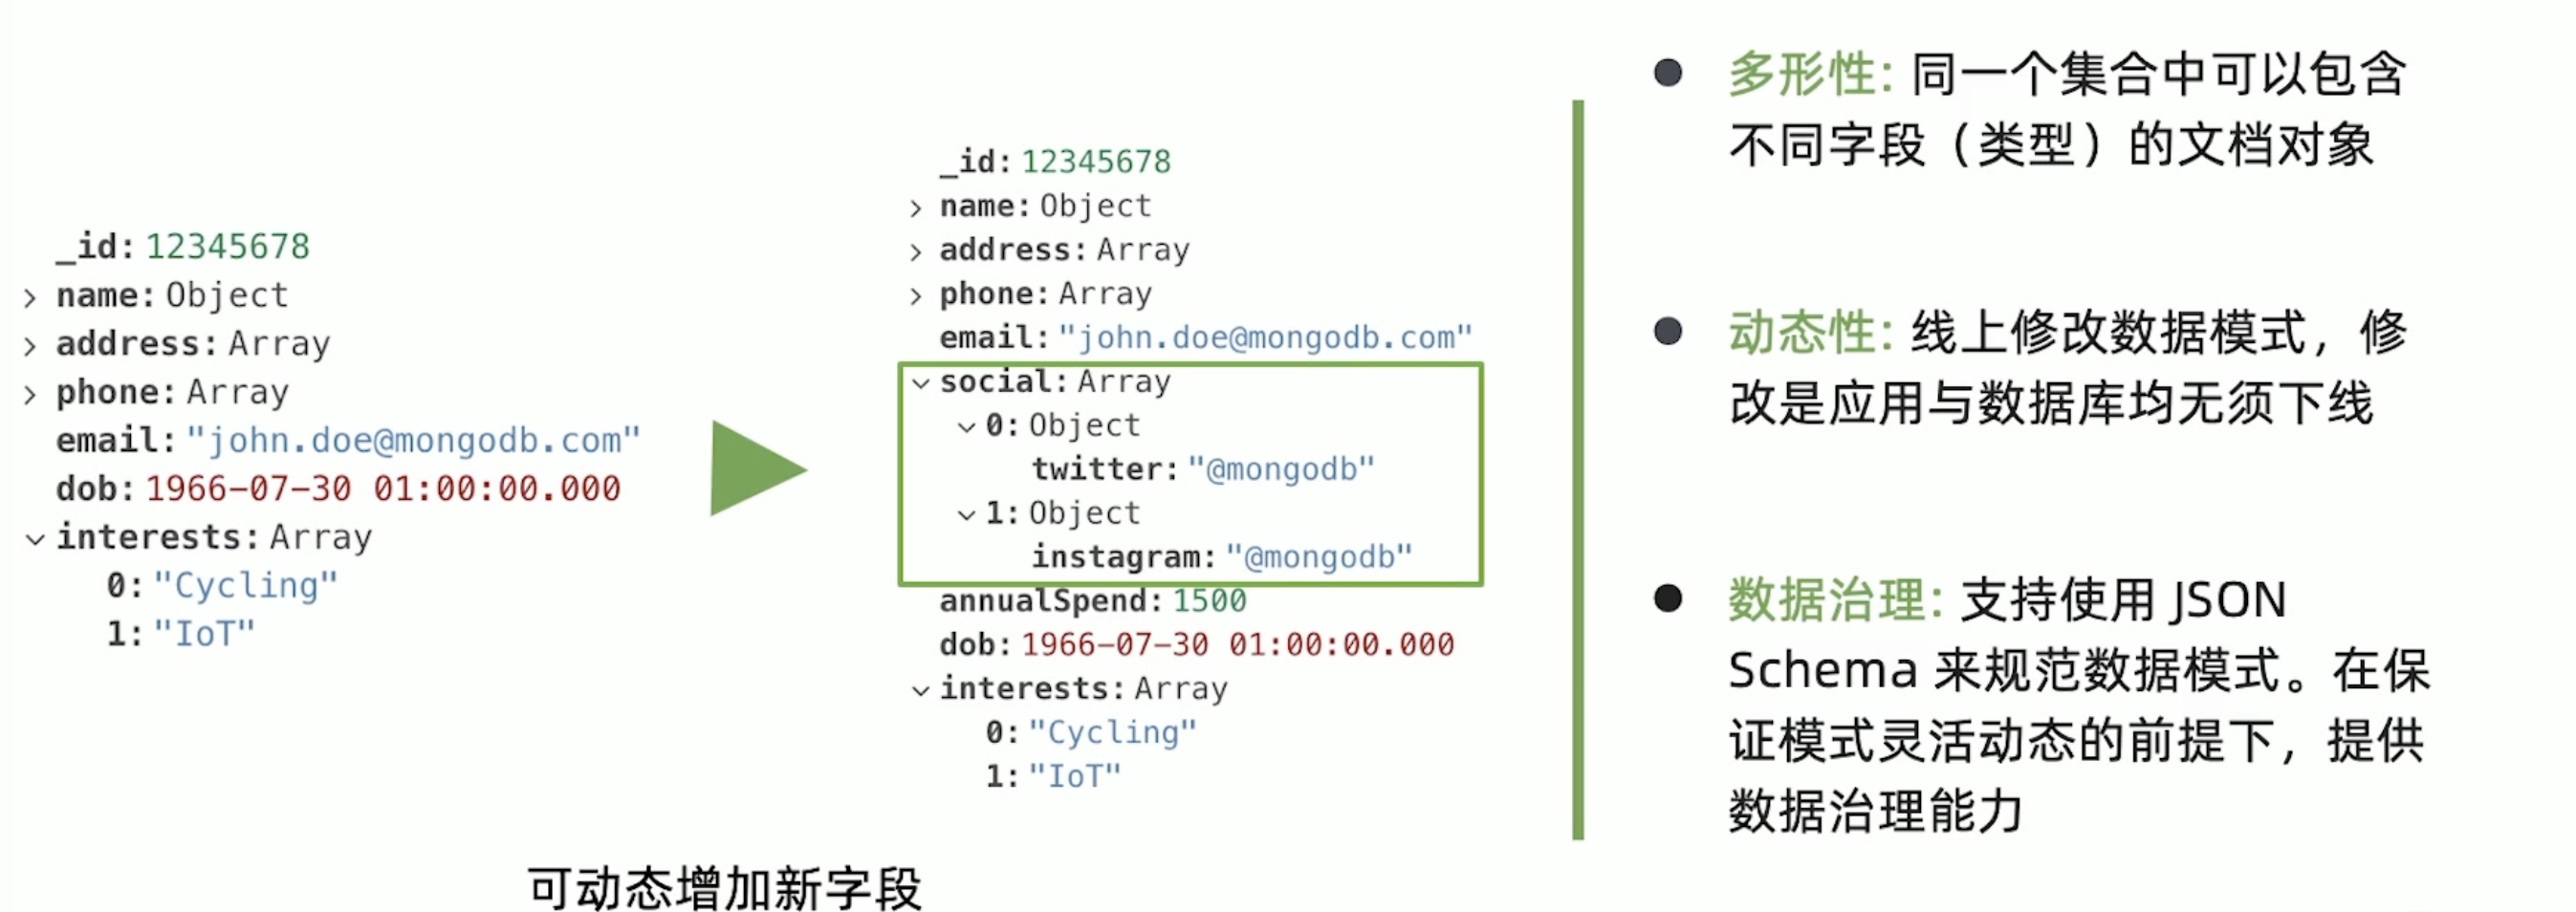 _id: 12345678
name: Object
address: Array
phone: Array
email: "john.doe@mongodb.com"
dob: 1966-07-30 01:00:00.000
interests: Array
0: "Cycling"
1: "IoT"
_id: 12345678
name: Object
address: Array
phone: Array
email: "john.doe@mongodb.com"
social: Array
0: Object
twitter: "@mongodb"
1: Object
instagram: "@mongodb"
annualSpend: 1500
dob: 1966-07-30 01:00:00.000
interests: Array
0: "Cycling"
1: "IoT"
可动态增加新字段
多形性: 同一个集合中可以包含
不同字段（类型）的文档对象
动态性: 线上修改数据模式，修
改是应用与数据库均无须下线
数据治理: 支持使用 JSON
Schema 来规范数据模式。在保
证模式灵活动态的前提下，提供
数据治理能力